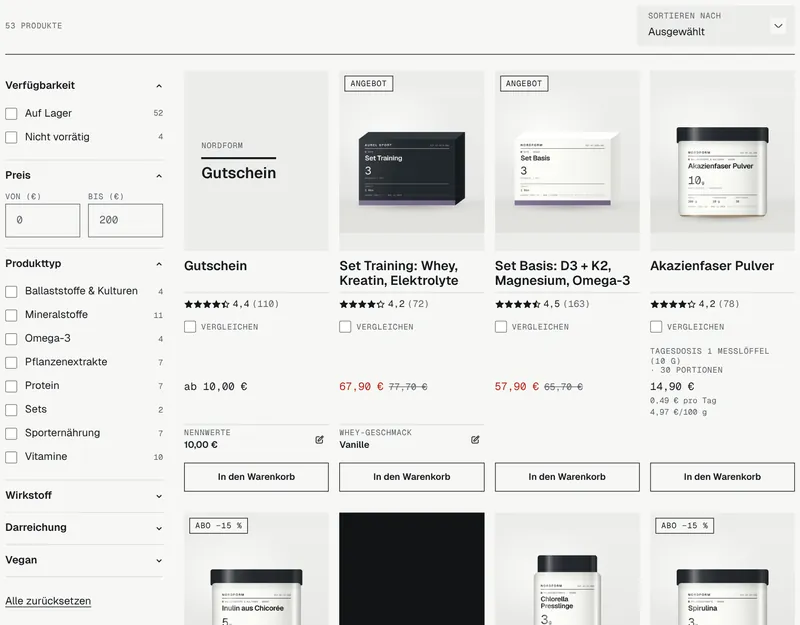 53 PRODUKTE
SORTIEREN NACH
Ausgewählt
Verfügbarkeit
Auf Lager 52
Nicht vorrätig 4
Preis
VON (€) BIS (€)
0 200
Produkttyp
Ballaststoffe & Kulturen 4
Mineralstoffe 11
Omega-3 4
Pflanzenextrakte 7
Protein 7
Sets 2
Sporternährung 7
Vitamine 10
Wirkstoff
Darreichung
Vegan
Alle zurücksetzen
NORDFORM
Gutschein
Gutschein
4,4 (110)
VERGLEICHEN
ab 10,00 €
NENNWERTE
10,00 €
In den Warenkorb
ANGEBOT
Set Training
3
Set Training: Whey,
Kreatin, Elektrolyte
4,2 (72)
VERGLEICHEN
67,90 € 77,70 €
WHEY-GESCHMACK
Vanille
In den Warenkorb
ANGEBOT
NORDFORM
Set Basis
3
Set Basis: D3 + K2,
Magnesium, Omega-3
4,5 (163)
VERGLEICHEN
57,90 € 65,70 €
In den Warenkorb
NORDFORM
Akazienfaser Pulver
10g
Akazienfaser Pulver
4,2 (78)
VERGLEICHEN
TAGESDOSIS 1 MESSLÖFFEL
(10 G)
· 30 PORTIONEN
14,90 €
0,49 € pro Tag
4,97 €/100 g
In den Warenkorb
ABO −15 %
NORDFORM
Inulin aus Chicorée
5g
NORDFORM
Chlorella
Presslinge
3g
ABO −15 %
NORDFORM
Spirulina
3g